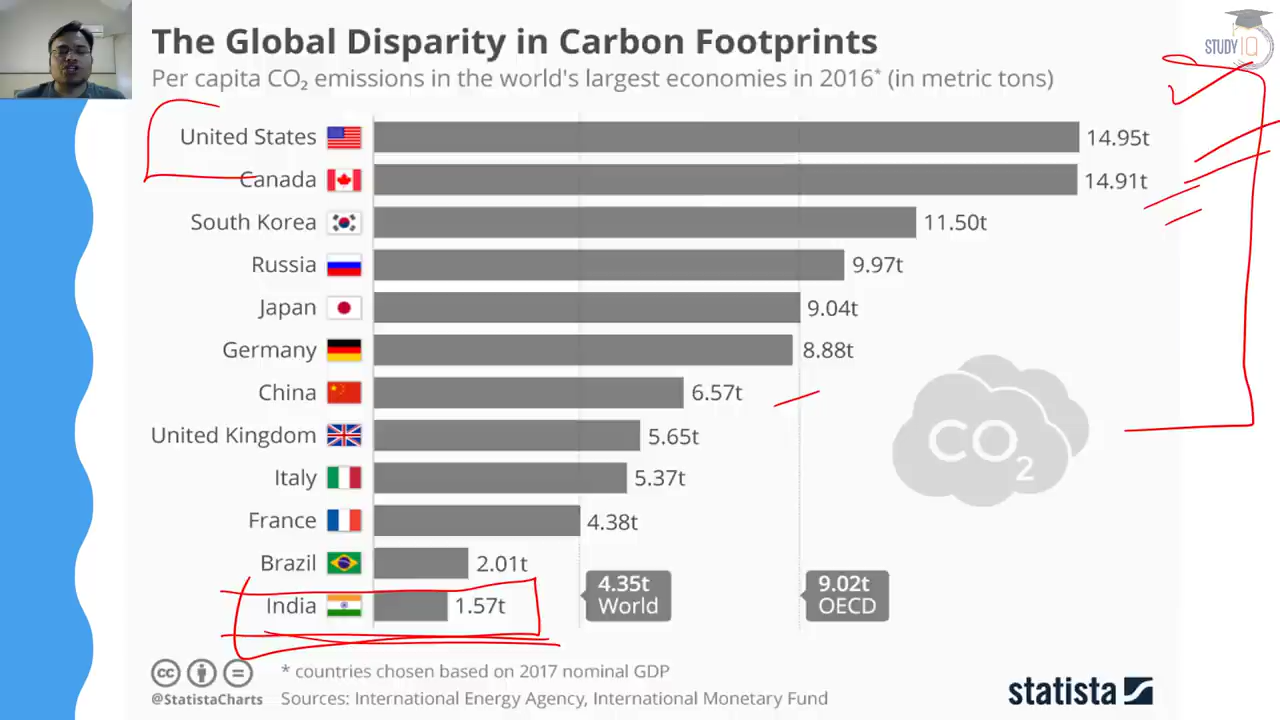 The Global Disparity in Carbon Footprints
STUDY IQ
Per capita CO₂ emissions in the world's largest economies in 2016* (in metric tons)
United States 14.95t
Canada 14.91t
South Korea 11.50t
Russia 9.97t
Japan 9.04t
Germany 8.88t
China 6.57t
United Kingdom 5.65t
Italy 5.37t
France 4.38t
Brazil 2.01t
India 1.57t
CO₂
4.35t
World
9.02t
OECD
cc
* countries chosen based on 2017 nominal GDP
@StatistaCharts Sources: International Energy Agency, International Monetary Fund
statista